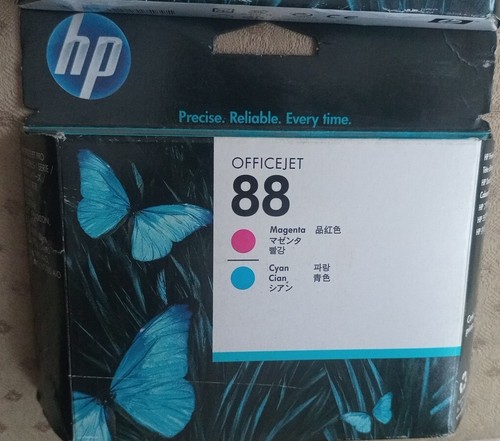 hp
Precise. Reliable. Every time.
OFFICEJET
88
Magenta 品紅色
マゼンタ
빨강
Cyan 파랑
Cian 青色
シアン